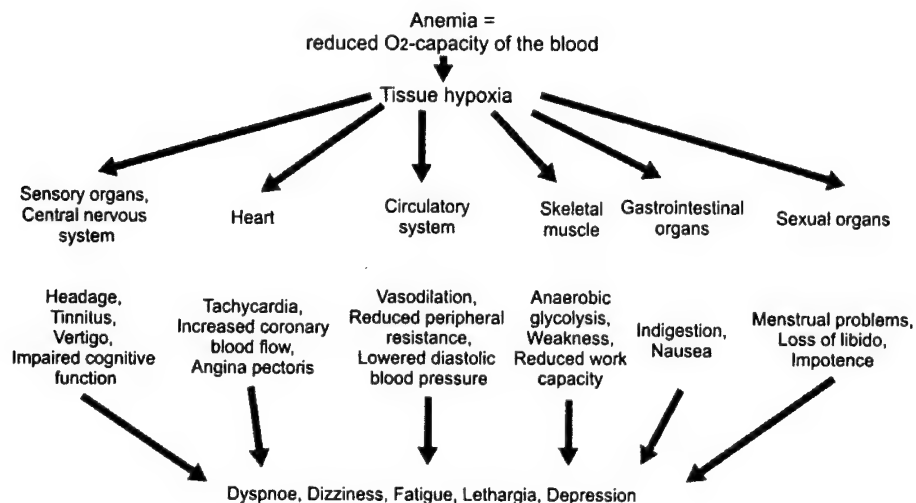 Anemia =
reduced O2-capacity of the blood
Tissue hypoxia
Sensory organs,
Central nervous
system
Heart
Circulatory
system
Skeletal
muscle
Gastrointestinal
organs
Sexual organs
Headage,
Tinnitus,
Vertigo,
Impaired cognitive
function
Tachycardia,
Increased coronary
blood flow,
Angina pectoris
Vasodilation,
Reduced peripheral
resistance,
Lowered diastolic
blood pressure
Anaerobic
glycolysis,
Weakness,
Reduced work
capacity
Indigestion,
Nausea
Menstrual problems,
Loss of libido,
Impotence
Dyspnoe, Dizziness, Fatigue, Lethargia, Depression